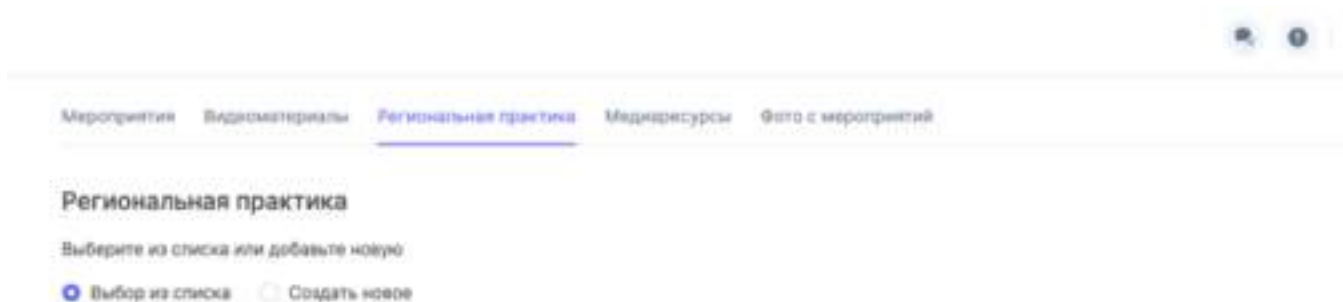 Мероприятия Видеоматериалы Региональная практика Медиаресурсы Фото с мероприятий
Региональная практика
Выберите из списка или добавьте новую
Выбор из списка Создать новое